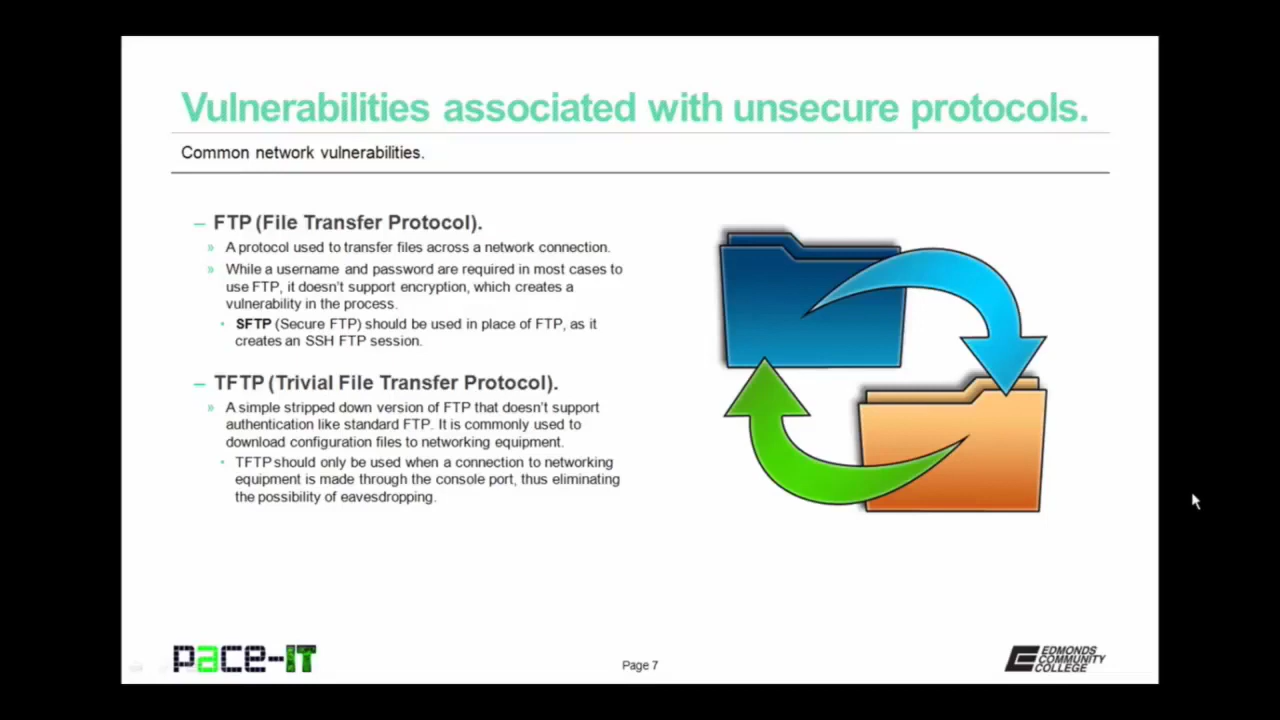 Vulnerabilities associated with unsecure protocols.
Common network vulnerabilities.
– FTP (File Transfer Protocol).
» A protocol used to transfer files across a network connection.
» While a username and password are required in most cases to
use FTP, it doesn't support encryption, which creates a
vulnerability in the process.
• SFTP (Secure FTP) should be used in place of FTP, as it
creates an SSH FTP session.
– TFTP (Trivial File Transfer Protocol).
» A simple stripped down version of FTP that doesn't support
authentication like standard FTP. It is commonly used to
download configuration files to networking equipment.
• TFTP should only be used when a connection to networking
equipment is made through the console port, thus eliminating
the possibility of eavesdropping.
pace-IT
Page 7
EDMONDS
COMMUNITY
COLLEGE